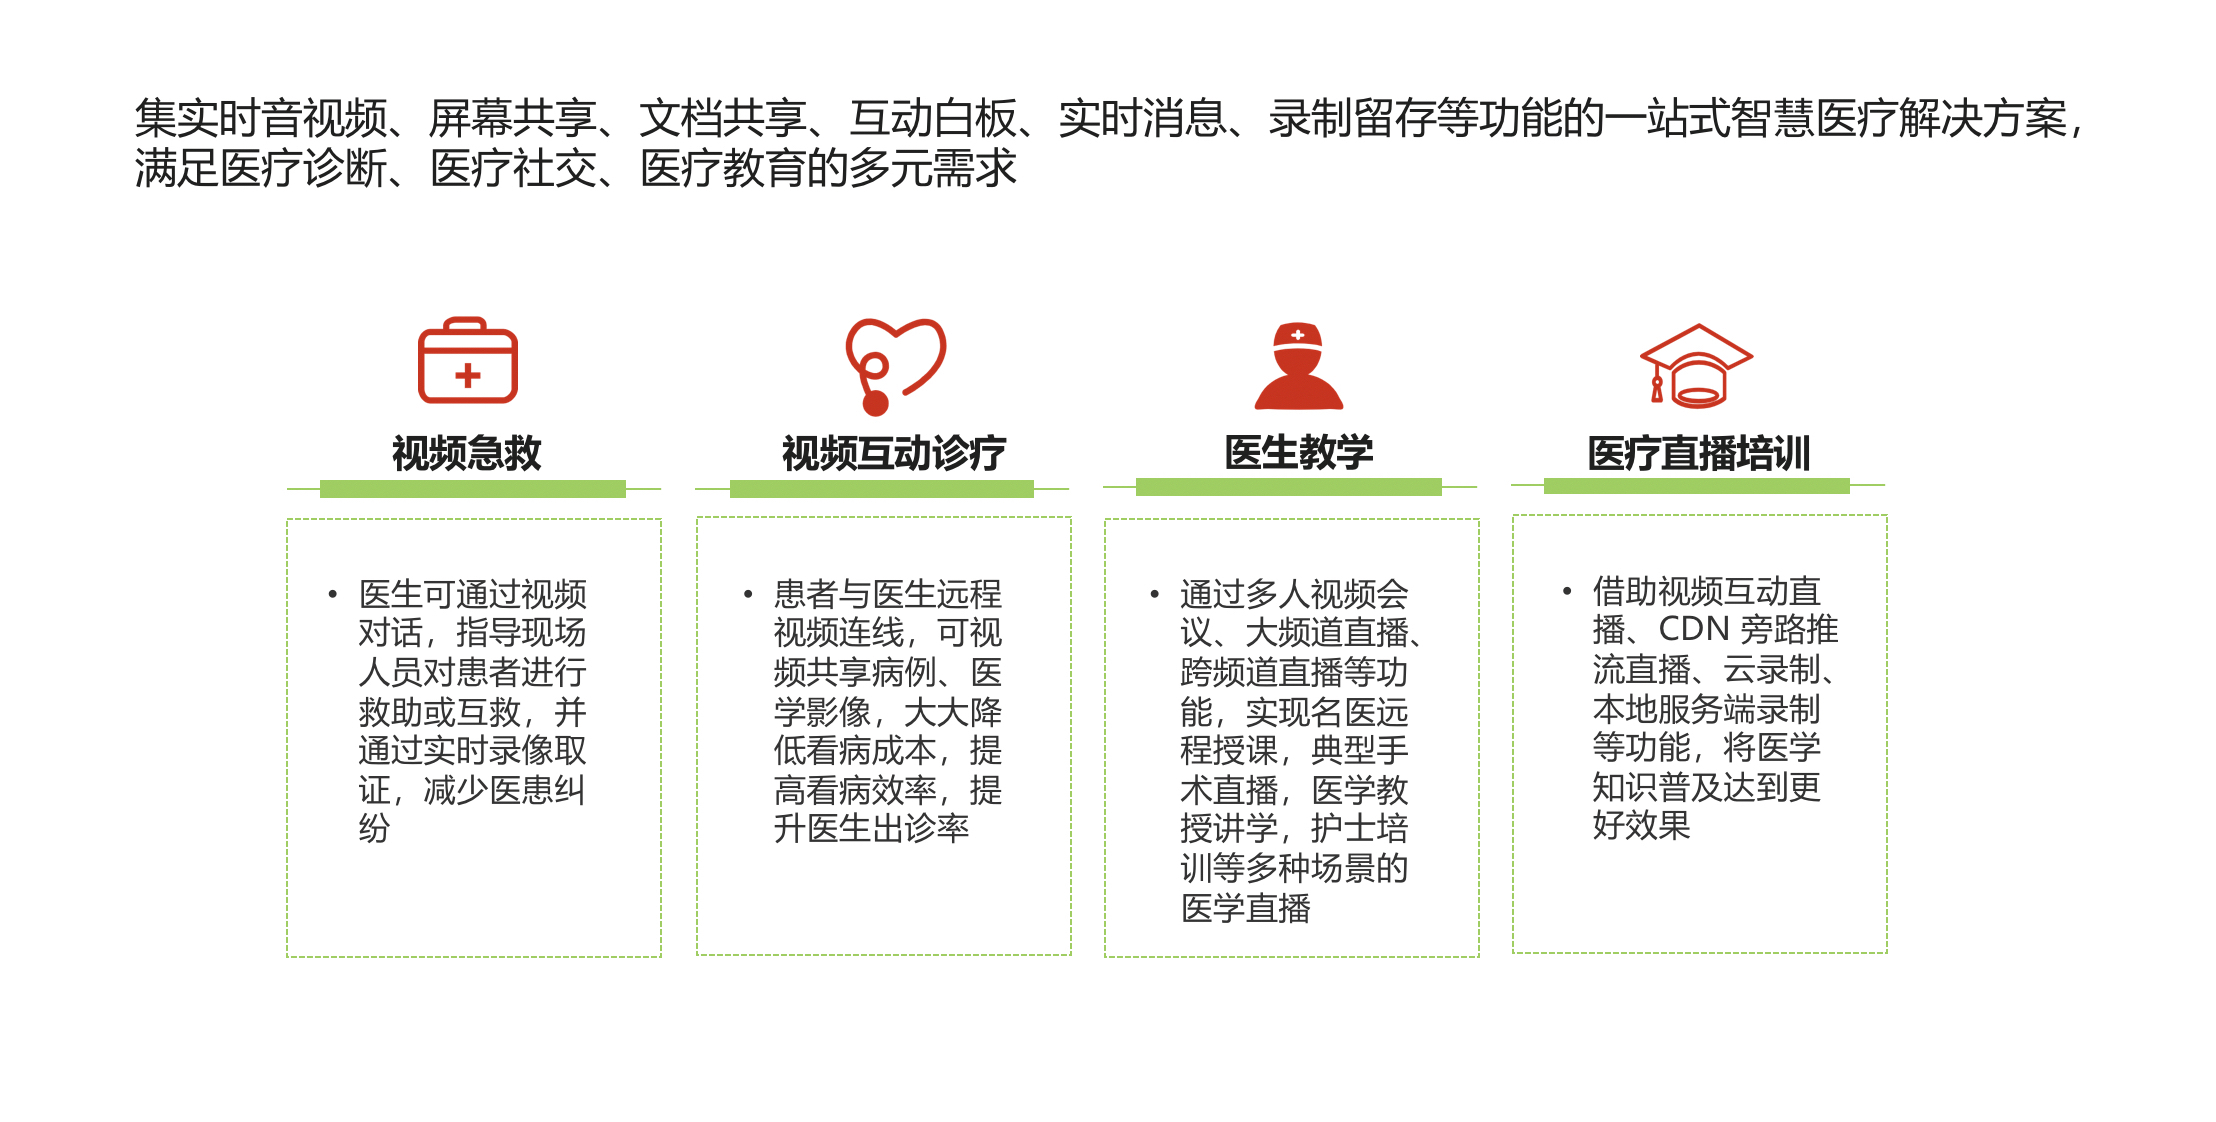 集实时音视频、屏幕共享、文档共享、互动白板、实时消息、录制留存等功能的一站式智慧医疗解决方案，
满足医疗诊断、医疗社交、医疗教育的多元需求
视频急救
• 医生可通过视频
对话，指导现场
人员对患者进行
救助或互救，并
通过实时录像取
证，减少医患纠
纷
视频互动诊疗
• 患者与医生远程
视频连线，可视
频共享病例、医
学影像，大大降
低看病成本，提
高看病效率，提
升医生出诊率
医生教学
• 通过多人视频会
议、大频道直播、
跨频道直播等功
能，实现名医远
程授课，典型手
术直播，医学教
授讲学，护士培
训等多种场景的
医学直播
医疗直播培训
• 借助视频互动直
播、CDN 旁路推
流直播、云录制、
本地服务端录制
等功能，将医学
知识普及达到更
好效果